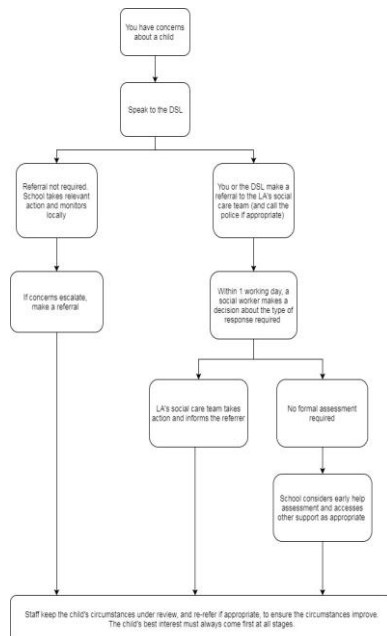 You have concerns
about a child
Speak to the DSL
Referral not required.
School takes relevant
action and monitors
locally
You or the DSL make a
referral to the LA's social
care team (and call the
police if appropriate)
If concerns escalate,
make a referral
Within 1 working day, a
social worker makes a
decision about the type of
response required
LA's social care team takes
action and informs the referrer
No formal assessment
required
School considers early help
assessment and accesses
other support as appropriate
Staff keep the child's circumstances under review, and re-refer if appropriate, to ensure the circumstances improve.
The child's best interest must always come first at all stages.